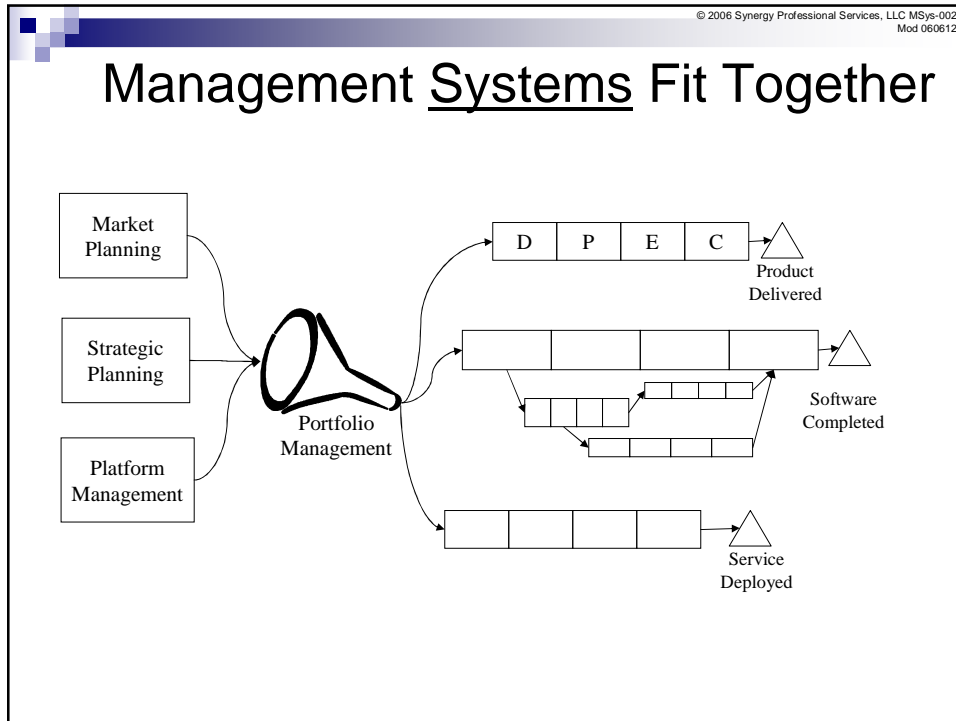 © 2006 Synergy Professional Services, LLC MSys-002
Mod 060612
Management Systems Fit Together
Market
Planning
Strategic
Planning
Platform
Management
Portfolio
Management
D P E C
Product
Delivered
Software
Completed
Service
Deployed